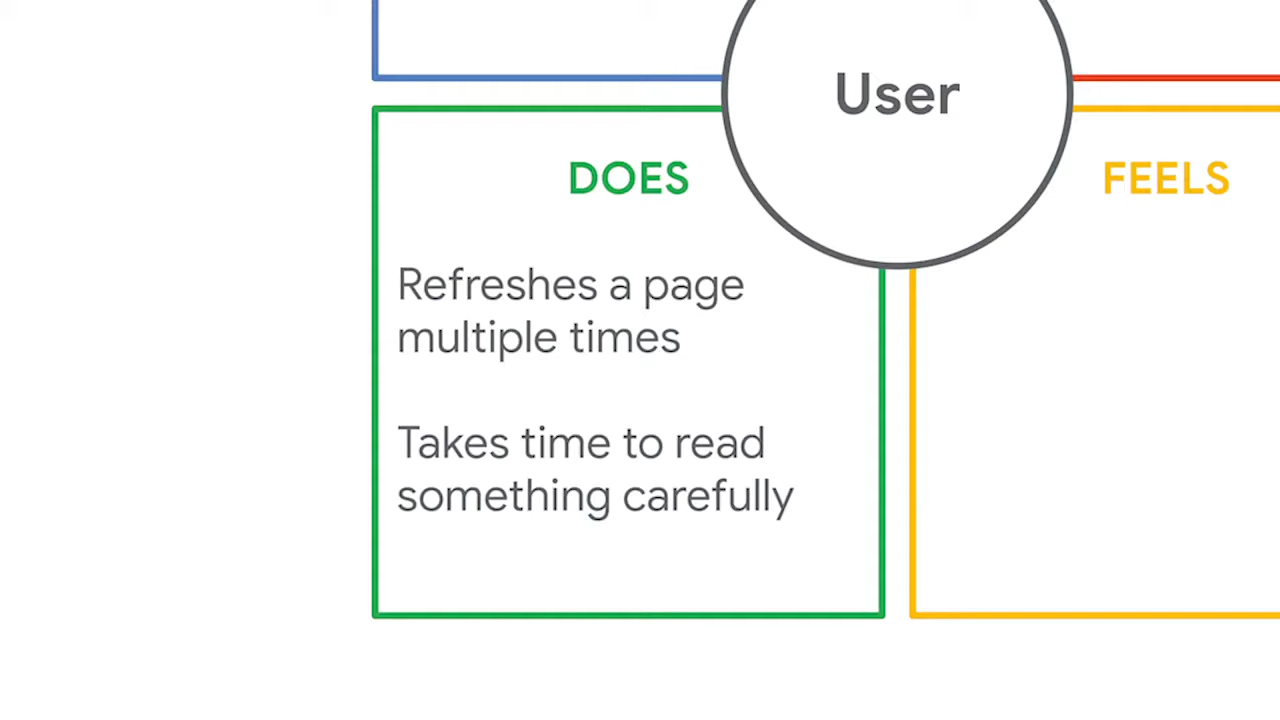 User
DOES
FEELS
Refreshes a page
multiple times
Takes time to read
something carefully